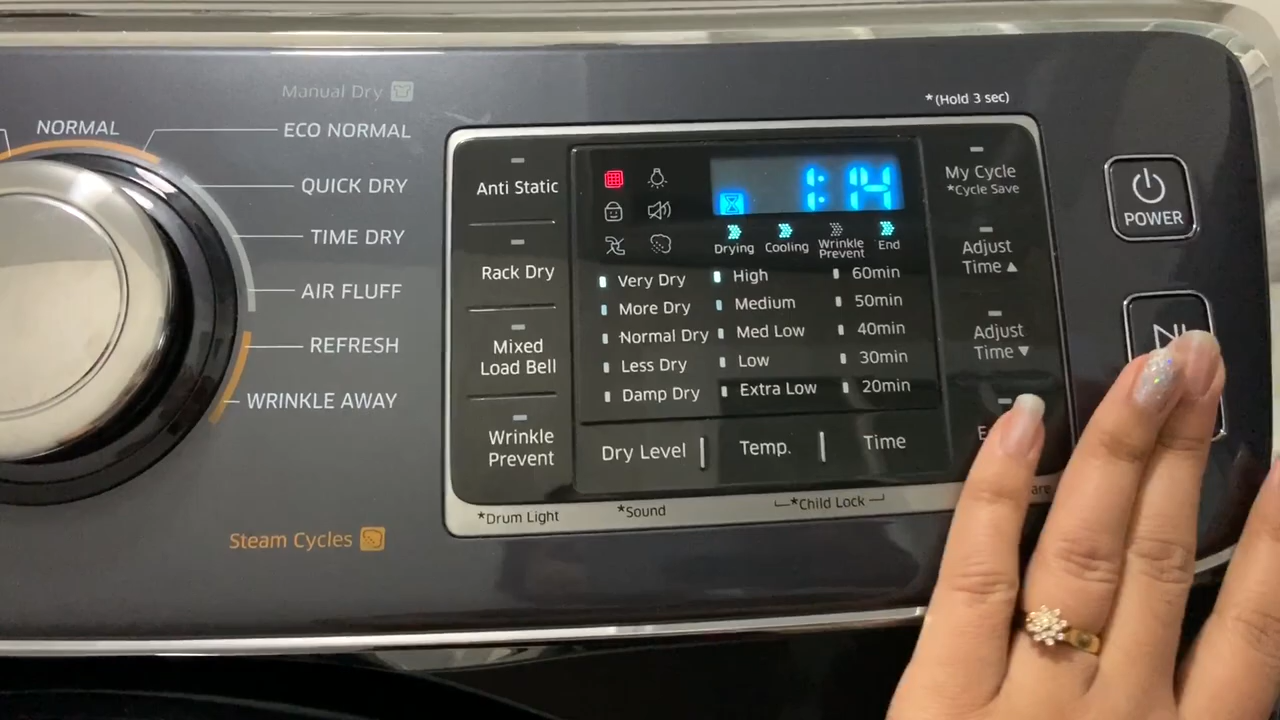 Manual Dry
NORMAL
ECO NORMAL
QUICK DRY
TIME DRY
AIR FLUFF
REFRESH
WRINKLE AWAY
Steam Cycles
Anti Static
Rack Dry
Mixed
Load Bell
Wrinkle
Prevent
*Drum Light
1:14
Drying
Cooling
Wrinkle
Prevent
End
Very Dry
High
60min
More Dry
Medium
50min
Normal Dry
Med Low
40min
Less Dry
Low
30min
Damp Dry
Extra Low
20min
Dry Level
Temp.
Time
*Sound
*Child Lock
*(Hold 3 sec)
My Cycle
*Cycle Save
Adjust
Time ▲
Adjust
Time ▼
POWER